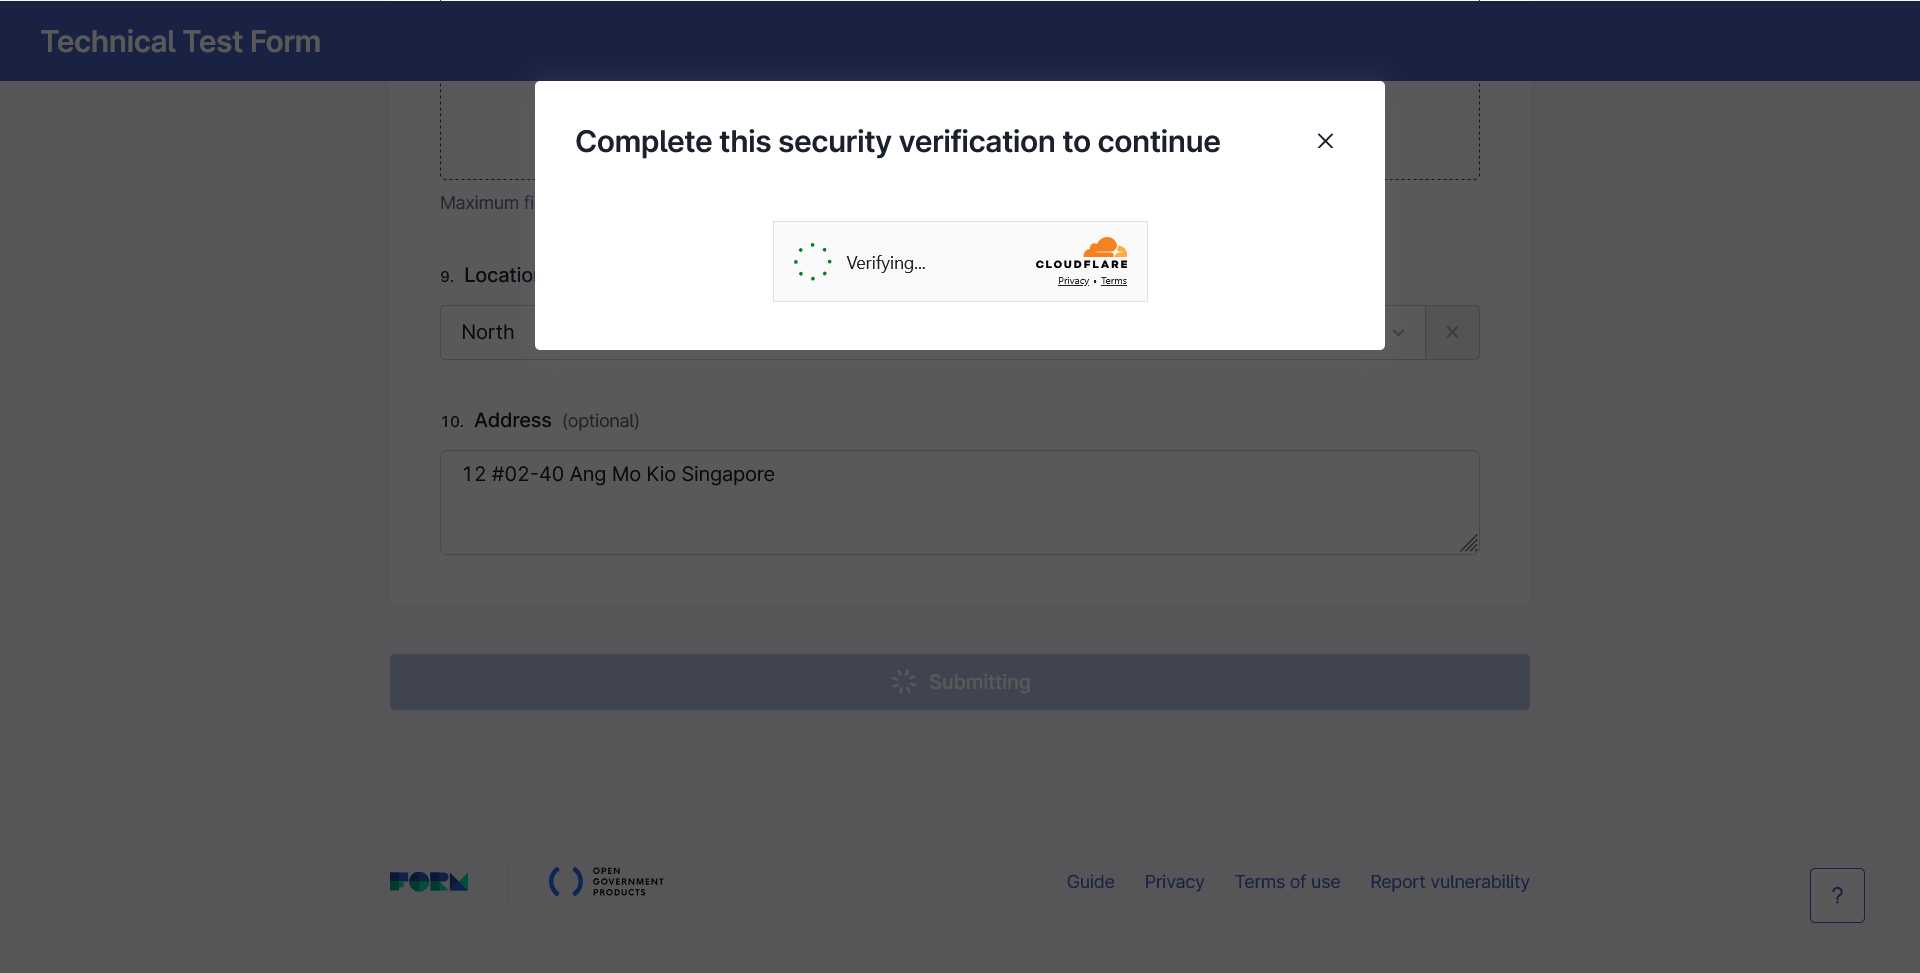 Technical Test Form
Complete this security verification to continue
Verifying...
CLOUDFLARE
Privacy • Terms
Maximum fi
9. Location
North
10. Address (optional)
12 #02-40 Ang Mo Kio Singapore
Submitting
FORM
OPEN
GOVERNMENT
PRODUCTS
Guide Privacy Terms of use Report vulnerability
?